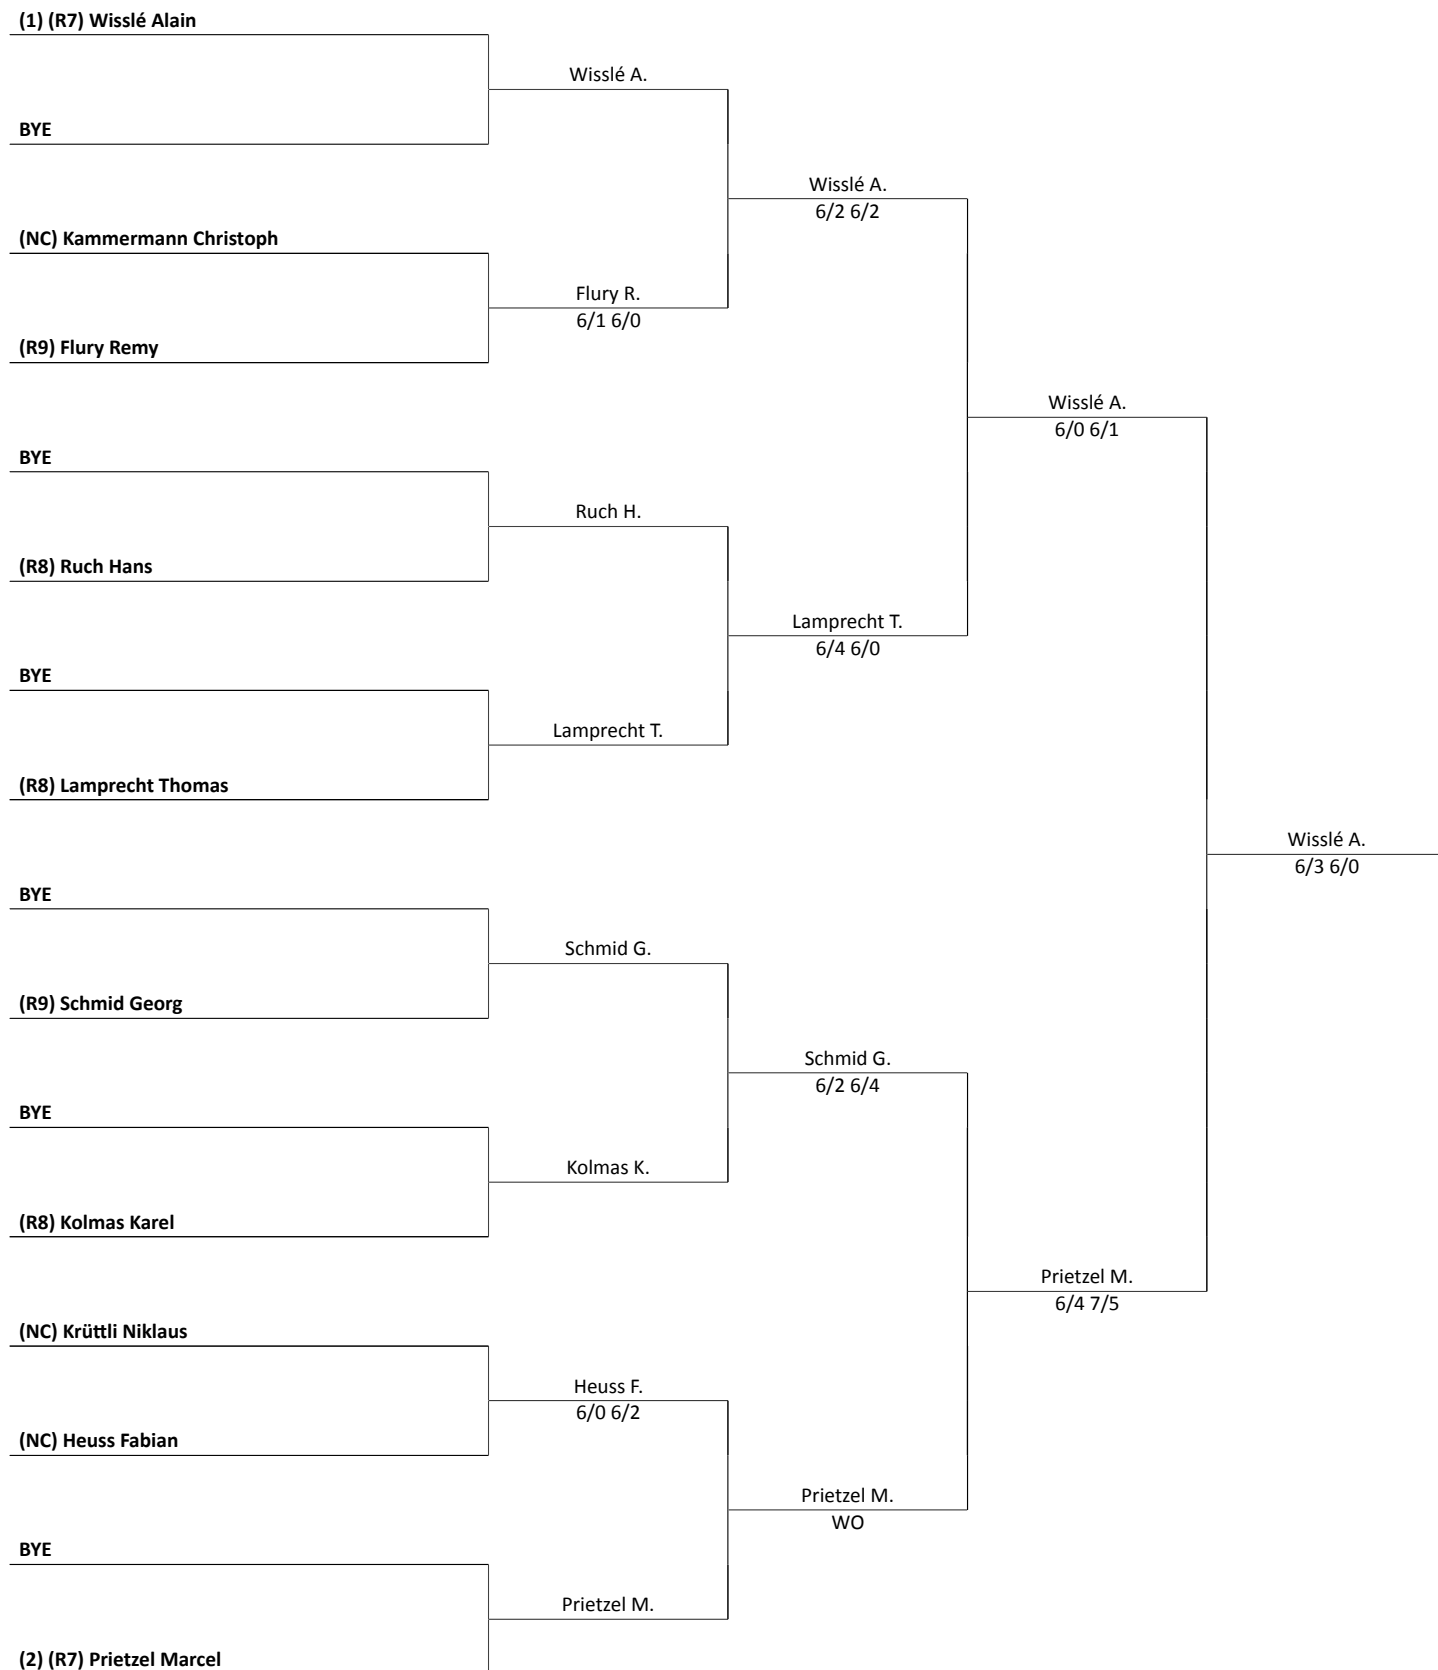 (1) (R7) Wisslé Alain
Wisslé A.
BYE
Wisslé A.
6/2 6/2
(NC) Kammermann Christoph
Flury R.
6/1 6/0
(R9) Flury Remy
Wisslé A.
6/0 6/1
BYE
Ruch H.
(R8) Ruch Hans
Lamprecht T.
6/4 6/0
BYE
Lamprecht T.
(R8) Lamprecht Thomas
Wisslé A.
6/3 6/0
BYE
Schmid G.
(R9) Schmid Georg
Schmid G.
6/2 6/4
BYE
Kolmas K.
(R8) Kolmas Karel
Prietzel M.
6/4 7/5
(NC) Krüttli Niklaus
Heuss F.
6/0 6/2
(NC) Heuss Fabian
Prietzel M.
WO
BYE
Prietzel M.
(2) (R7) Prietzel Marcel